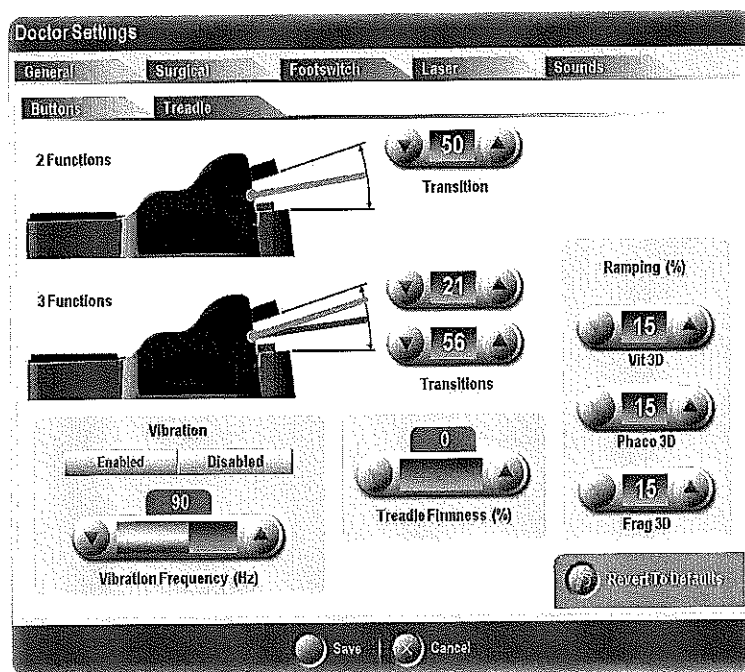 Doctor Settings
General Surgical Footswitch Laser Sounds
Buttons Treadle
2 Functions
50
Transition
3 Functions
21
56
Transitions
Ramping (%)
15
Vit 3D
15
Phaco 3D
15
Frag 3D
Vibration
Enabled Disabled
90
Vibration Frequency (Hz)
0
Treadle Firmness (%)
Revert To Defaults
Save Cancel